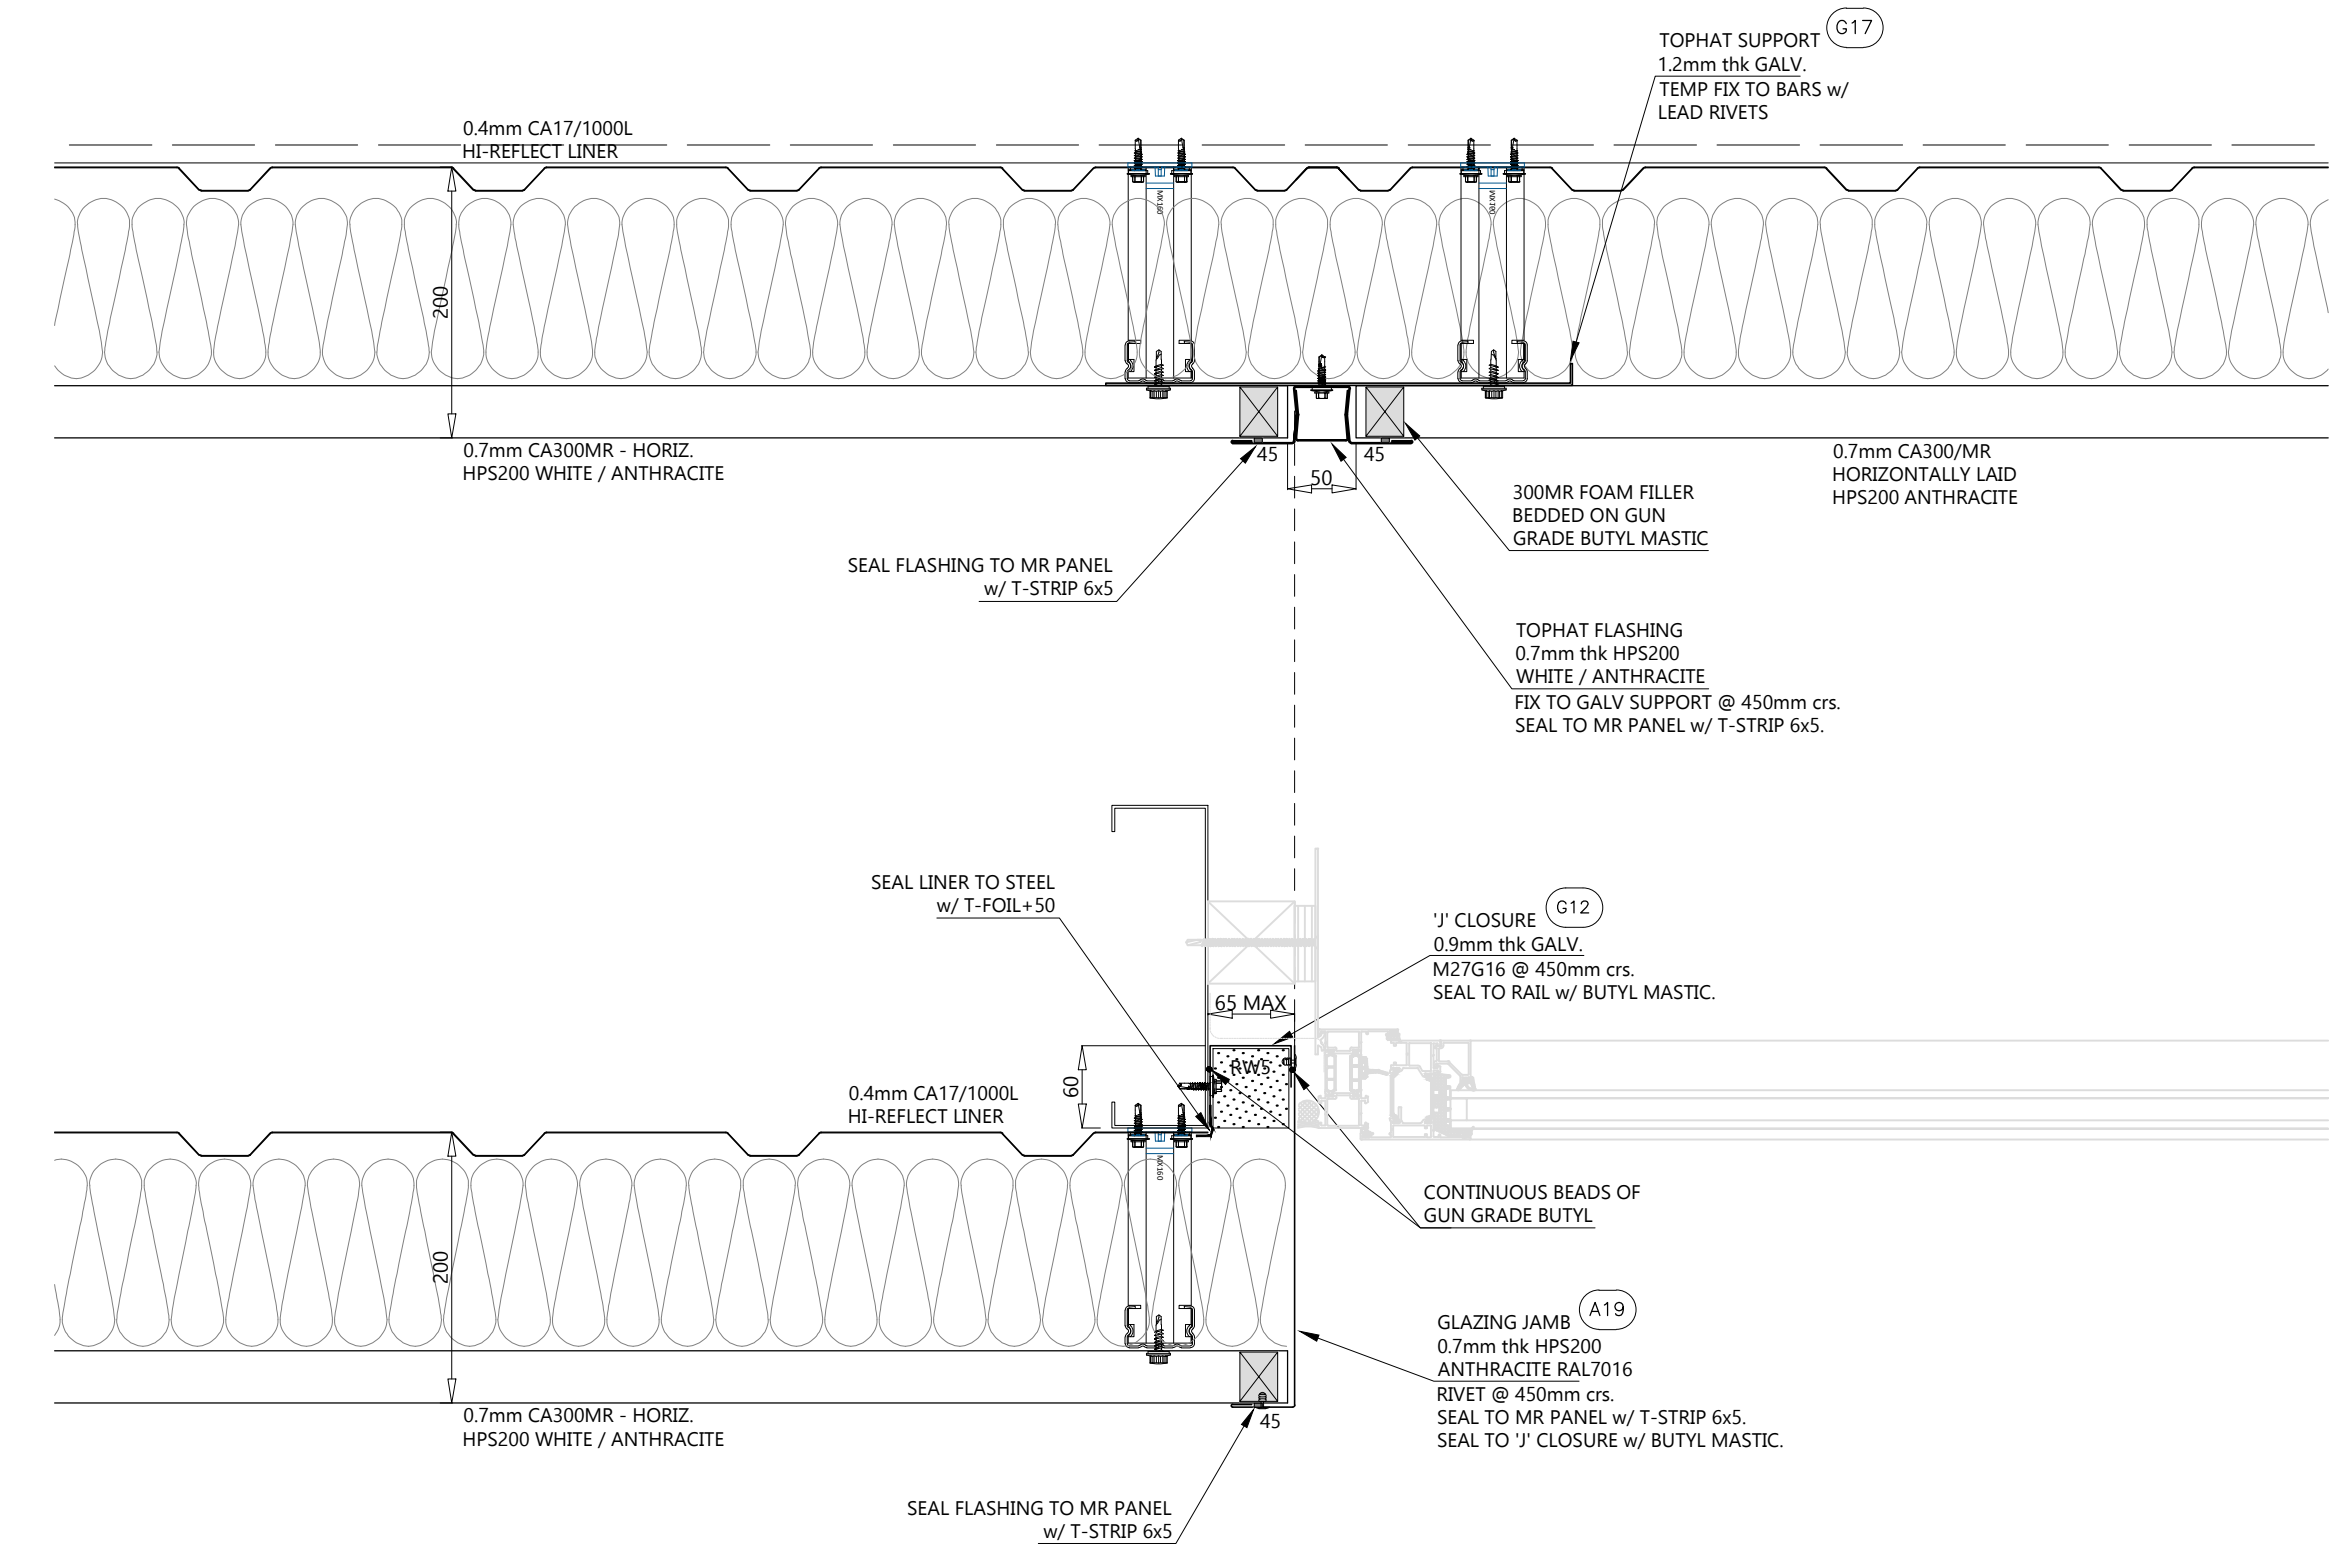 TOPHAT SUPPORT G17
1.2mm thk GALV.
TEMP FIX TO BARS w/
LEAD RIVETS
0.4mm CA17/1000L
HI-REFLECT LINER
MX160
MX160
200
0.7mm CA300MR - HORIZ.
HPS200 WHITE / ANTHRACITE
45
45
50
0.7mm CA300/MR
HORIZONTALLY LAID
HPS200 ANTHRACITE
300MR FOAM FILLER
BEDDED ON GUN
GRADE BUTYL MASTIC
SEAL FLASHING TO MR PANEL
w/ T-STRIP 6x5
TOPHAT FLASHING
0.7mm thk HPS200
WHITE / ANTHRACITE
FIX TO GALV SUPPORT @ 450mm crs.
SEAL TO MR PANEL w/ T-STRIP 6x5.
SEAL LINER TO STEEL
w/ T-FOIL+50
'J' CLOSURE G12
0.9mm thk GALV.
M27G16 @ 450mm crs.
SEAL TO RAIL w/ BUTYL MASTIC.
65 MAX
RW5
60
0.4mm CA17/1000L
HI-REFLECT LINER
MX160
CONTINUOUS BEADS OF
GUN GRADE BUTYL
200
GLAZING JAMB A19
0.7mm thk HPS200
ANTHRACITE RAL7016
RIVET @ 450mm crs.
SEAL TO MR PANEL w/ T-STRIP 6x5.
SEAL TO 'J' CLOSURE w/ BUTYL MASTIC.
0.7mm CA300MR - HORIZ.
HPS200 WHITE / ANTHRACITE
45
SEAL FLASHING TO MR PANEL
w/ T-STRIP 6x5